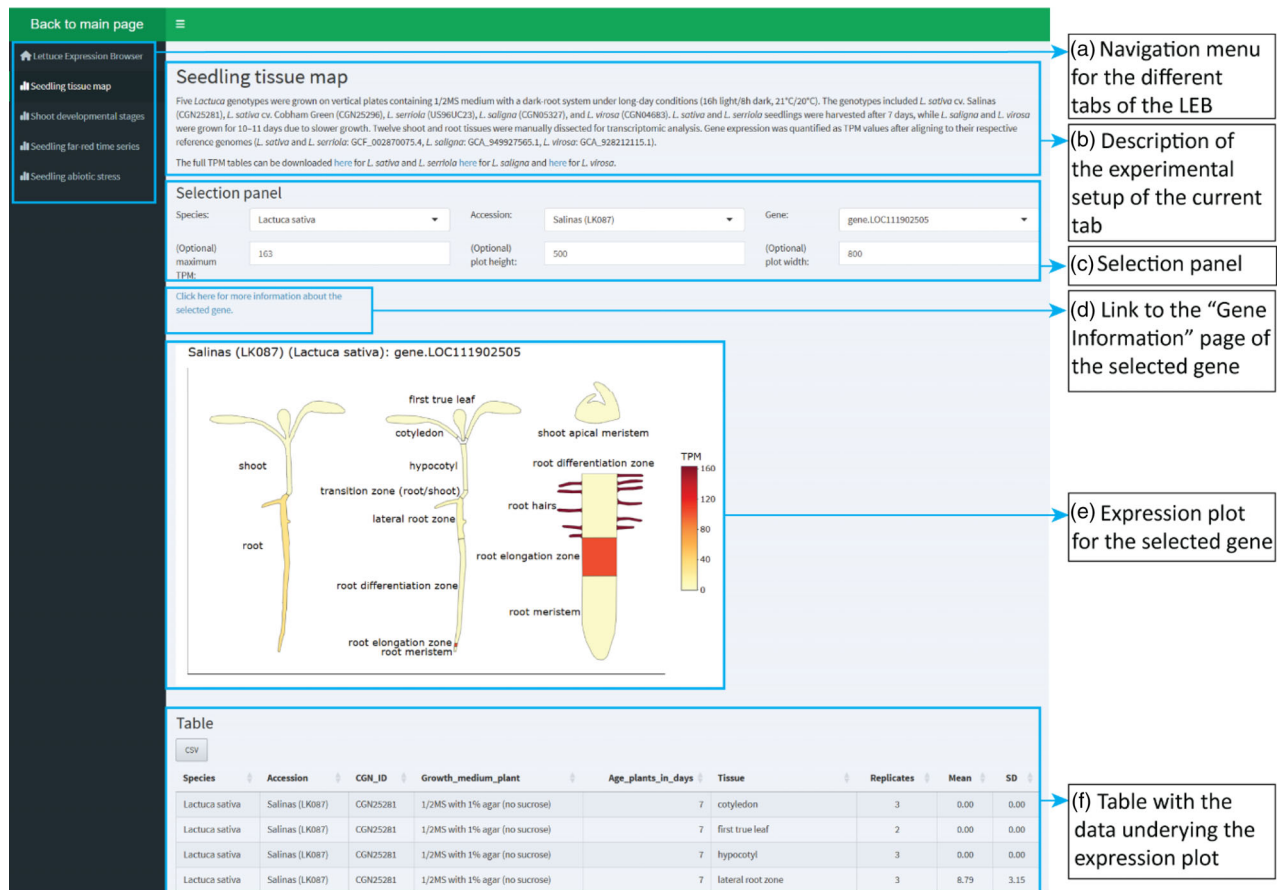 Back to main page
Lettuce Expression Browser
Seedling tissue map
Shoot developmental stages
Seedling far-red time series
Seedling abiotic stress
Seedling tissue map
Five Lactuca genotypes were grown on vertical plates containing 1/2MS medium with a dark-root system under long-day conditions (16h light/8h dark, 21°C/20°C). The genotypes included L. sativa cv. Salinas
(CGN25281), L. sativa cv. Cobham Green (CGN25296), L. serriola (US96UC23), L. saligna (CGN05327), and L. virosa (CGN04683). L. sativa and L. serriola seedlings were harvested after 7 days, while L. saligna and L. virosa
were grown for 10–11 days due to slower growth. Twelve shoot and root tissues were manually dissected for transcriptomic analysis. Gene expression was quantified as TPM values after aligning to their respective
reference genomes (L. sativa and L. serriola: GCF_002870075.4, L. saligna: GCA_949927565.1, L. virosa: GCA_928212115.1).
The full TPM tables can be downloaded here for L. sativa and L. serriola here for L. saligna and here for L. virosa.
Selection panel
Species:
Lactuca sativa
Accession:
Salinas (LK087)
Gene:
gene.LOC111902505
(Optional)
maximum
TPM:
163
(Optional)
plot height:
500
(Optional)
plot width:
800
Click here for more information about the
selected gene.
Salinas (LK087) (Lactuca sativa): gene.LOC111902505
first true leaf
cotyledon
shoot apical meristem
shoot
hypocotyl
root differentiation zone
TPM
160
120
80
40
0
transition zone (root/shoot)
root hairs
lateral root zone
root
root elongation zone
root differentiation zone
root meristem
root elongation zone
root meristem
Table
CSV
Species Accession CGN_ID Growth_medium_plant Age_plants_in_days Tissue Replicates Mean SD
Lactuca sativa Salinas (LK087) CGN25281 1/2MS with 1% agar (no sucrose) 7 cotyledon 3 0.00 0.00
Lactuca sativa Salinas (LK087) CGN25281 1/2MS with 1% agar (no sucrose) 7 first true leaf 2 0.00 0.00
Lactuca sativa Salinas (LK087) CGN25281 1/2MS with 1% agar (no sucrose) 7 hypocotyl 3 0.00 0.00
Lactuca sativa Salinas (LK087) CGN25281 1/2MS with 1% agar (no sucrose) 7 lateral root zone 3 8.79 3.15
(a) Navigation menu
for the different
tabs of the LEB
(b) Description of
the experimental
setup of the current
tab
(c) Selection panel
(d) Link to the “Gene
Information” page of
the selected gene
(e) Expression plot
for the selected gene
(f) Table with the
data underying the
expression plot